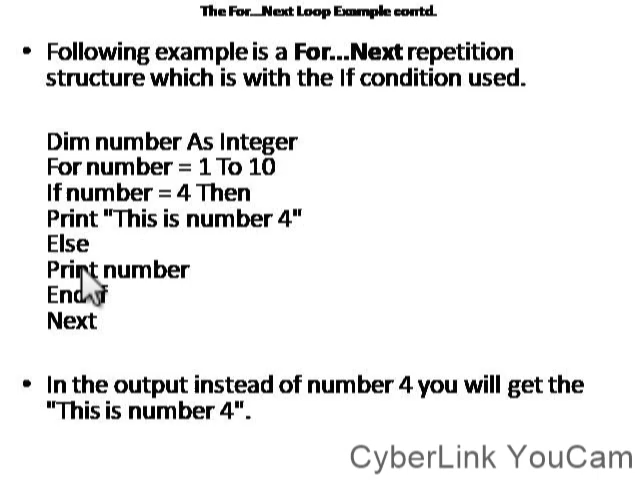 The For...Next Loop Example contd.
• Following example is a For...Next repetition
structure which is with the If condition used.
Dim number As Integer
For number = 1 To 10
If number = 4 Then
Print "This is number 4"
Else
Print number
End If
Next
• In the output instead of number 4 you will get the
"This is number 4".
CyberLink YouCam